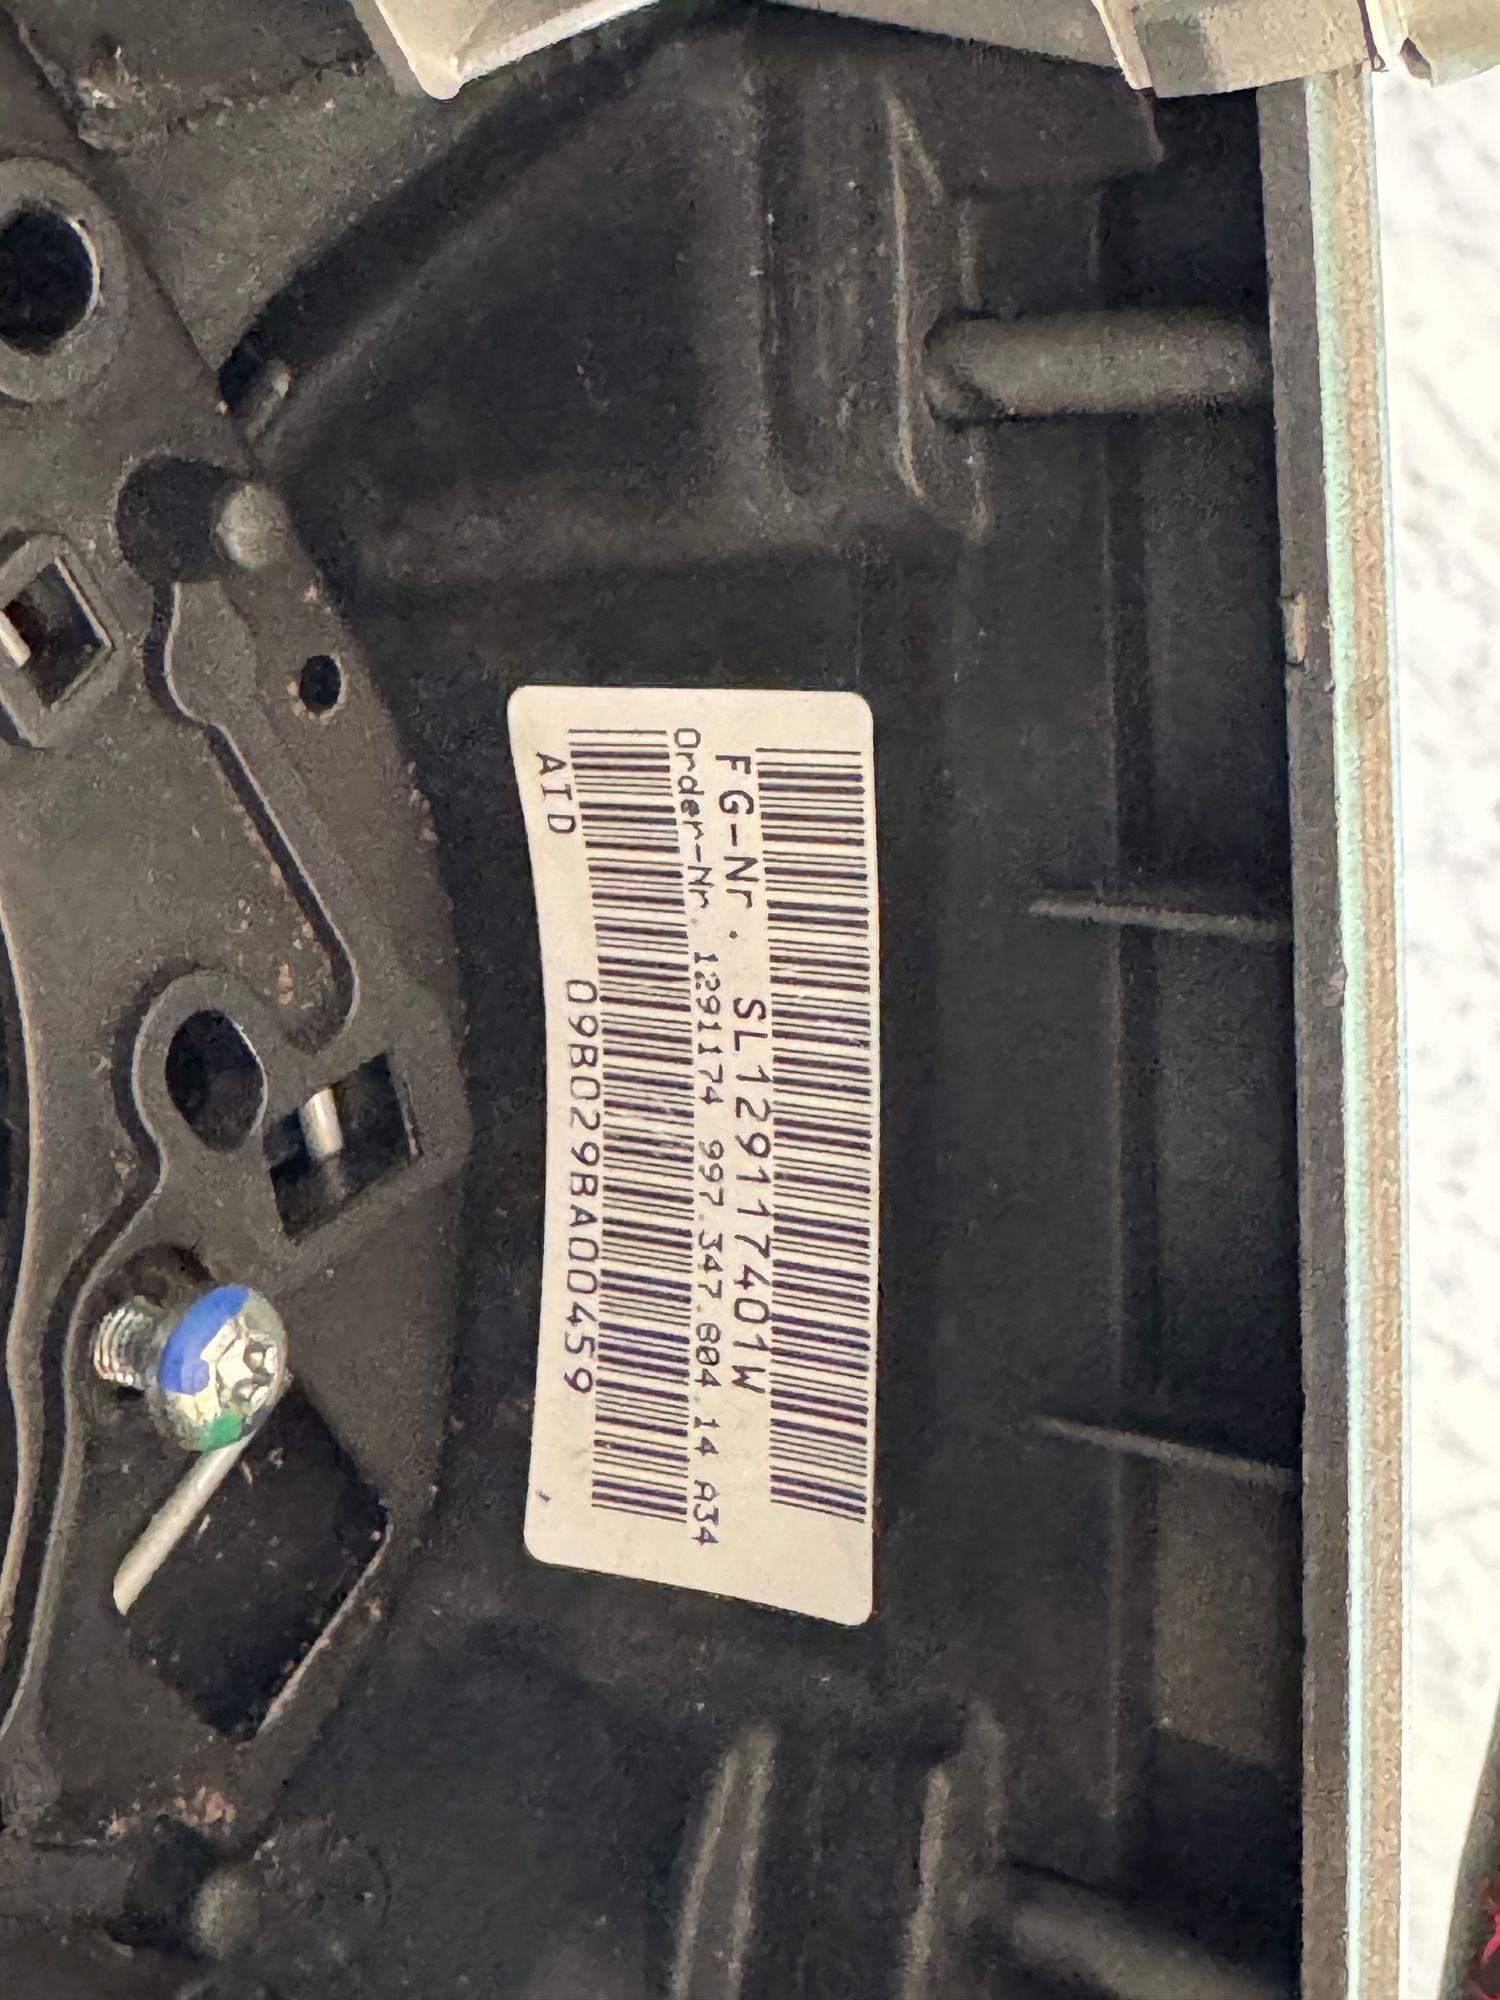 FG-Nr. SL129117401W
Order-Nr. 1291174 997.347.804.14 A34
AID 09B029BA00459